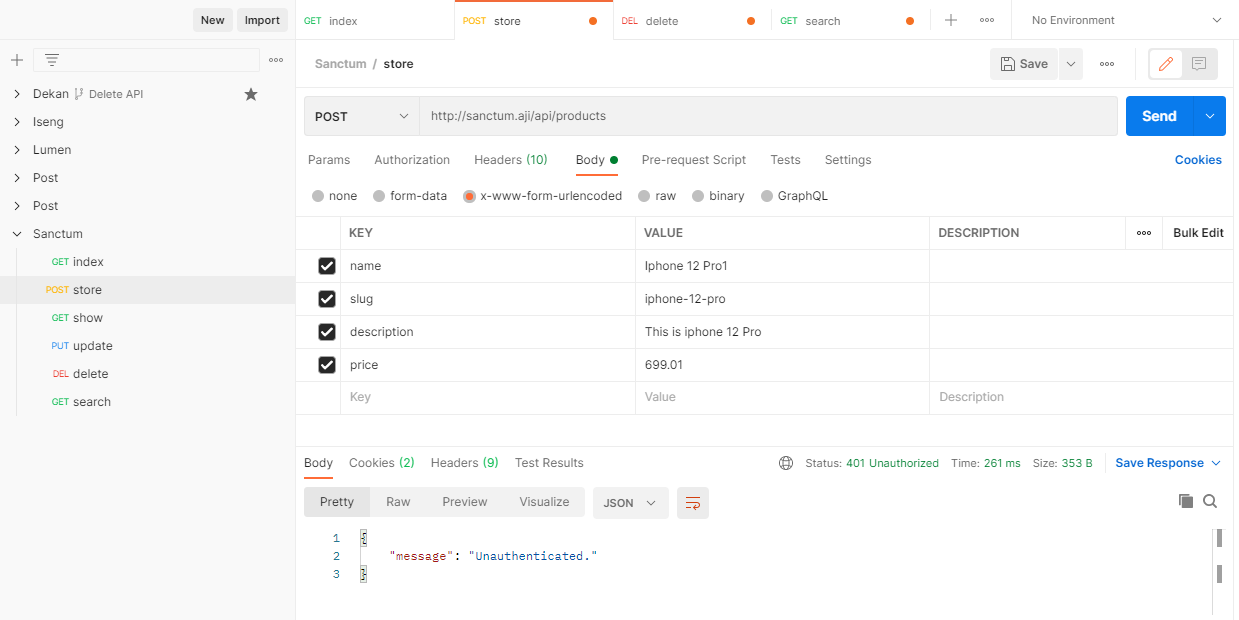 New Import GET index POST store DEL delete GET search No Environment
Sanctum / store Save
Dekan Delete API
Iseng
Lumen
Post
Post
Sanctum
GET index
POST store
GET show
PUT update
DEL delete
GET search
POST http://sanctum.aji/api/products Send
Params Authorization Headers (10) Body Pre-request Script Tests Settings Cookies
none form-data x-www-form-urlencoded raw binary GraphQL
KEY VALUE DESCRIPTION Bulk Edit
name Iphone 12 Pro1
slug iphone-12-pro
description This is iphone 12 Pro
price 699.01
Key Value Description
Body Cookies (2) Headers (9) Test Results Status: 401 Unauthorized Time: 261 ms Size: 353 B Save Response
Pretty Raw Preview Visualize JSON
1 {
2 "message": "Unauthenticated."
3 }